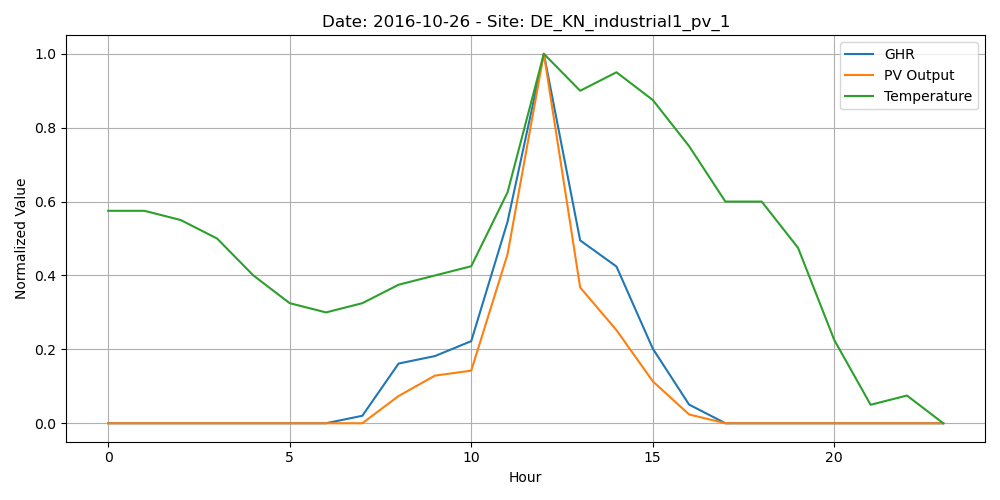 Date: 2016-10-26 - Site: DE_KN_industrial1_pv_1
GHR
PV Output
Temperature
Normalized Value
1.0
0.8
0.6
0.4
0.2
0.0
0 5 10 15 20
Hour